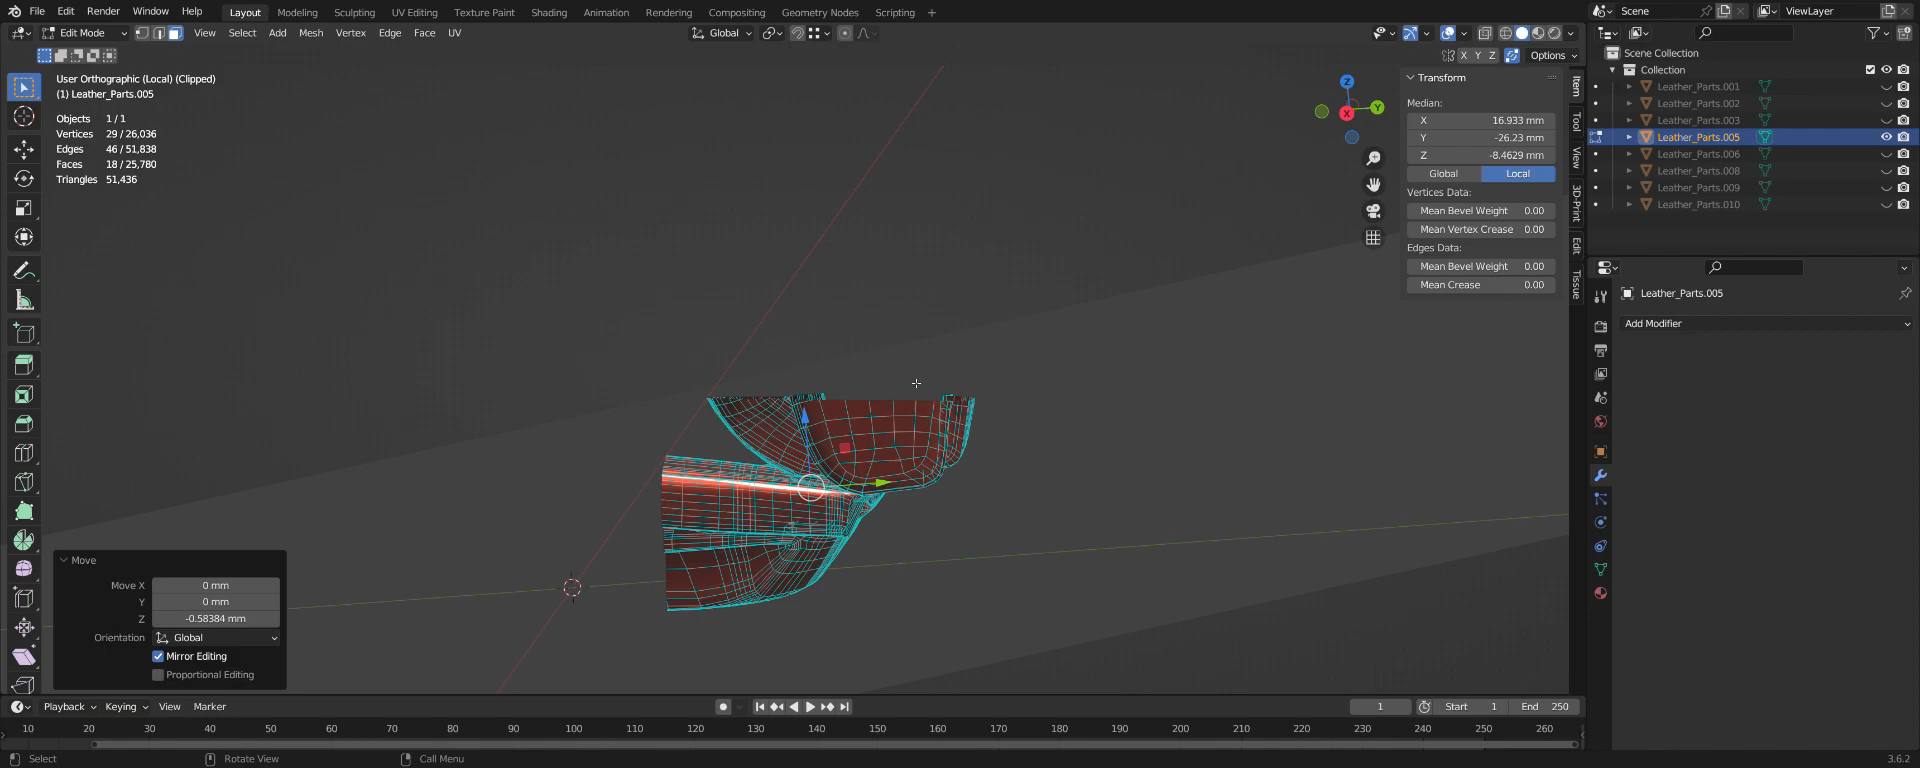 File Edit Render Window Help Layout Modeling Sculpting UV Editing Texture Paint Shading Animation Rendering Compositing Geometry Nodes Scripting + Scene ViewLayer
Edit Mode View Select Add Mesh Vertex Edge Face UV Global
X Y Z Options
User Orthographic (Local) (Clipped)
(1) Leather_Parts.005
Objects 1 / 1
Vertices 29 / 26,036
Edges 46 / 51,838
Faces 18 / 25,780
Triangles 51,436
Z
Y
X
Transform
Median:
X 16.933 mm
Y -26.23 mm
Z -8.4629 mm
Global Local
Vertices Data:
Mean Bevel Weight 0.00
Mean Vertex Crease 0.00
Edges Data:
Mean Bevel Weight 0.00
Mean Crease 0.00
Item
Tool
View
3D-Print
Edit
Tissue
Scene Collection
Collection
Leather_Parts.001
Leather_Parts.002
Leather_Parts.003
Leather_Parts.005
Leather_Parts.006
Leather_Parts.008
Leather_Parts.009
Leather_Parts.010
Leather_Parts.005
Add Modifier
Move
Move X 0 mm
Y 0 mm
Z -0.58384 mm
Orientation Global
Mirror Editing
Proportional Editing
Playback Keying View Marker 1 Start 1 End 250
10 20 30 40 50 60 70 80 90 100 110 120 130 140 150 160 170 180 190 200 210 220 230 240 250 260
Select Rotate View Call Menu 3.6.2